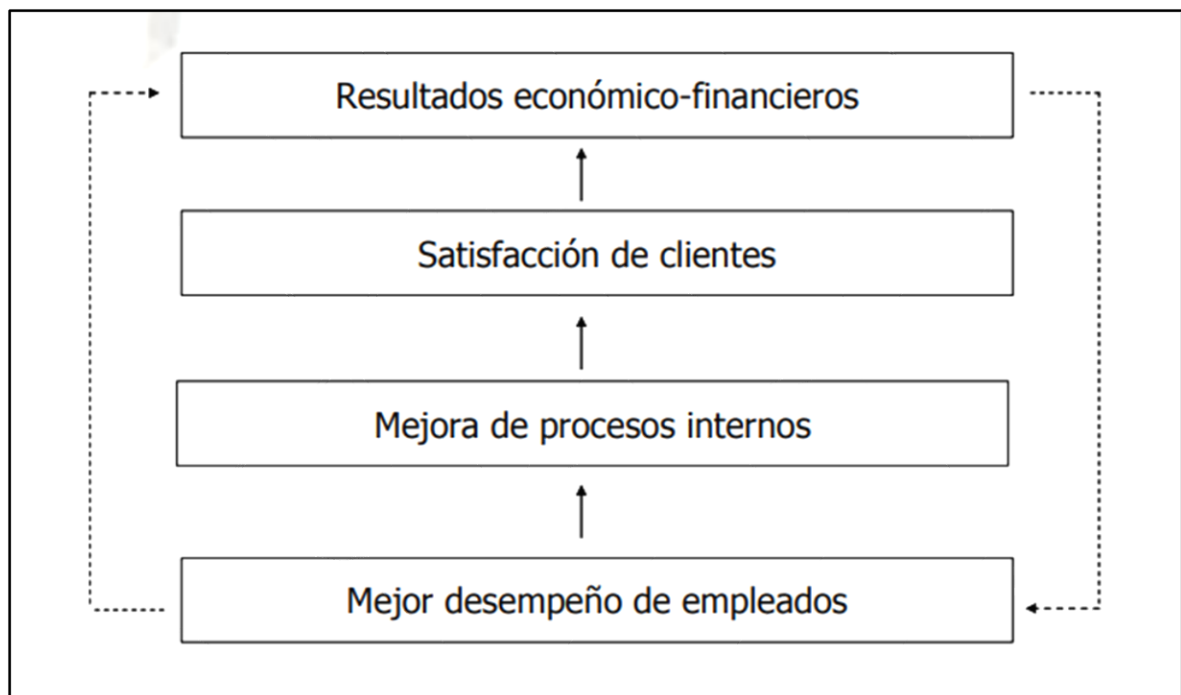 Resultados económico-financieros
Satisfacción de clientes
Mejora de procesos internos
Mejor desempeño de empleados